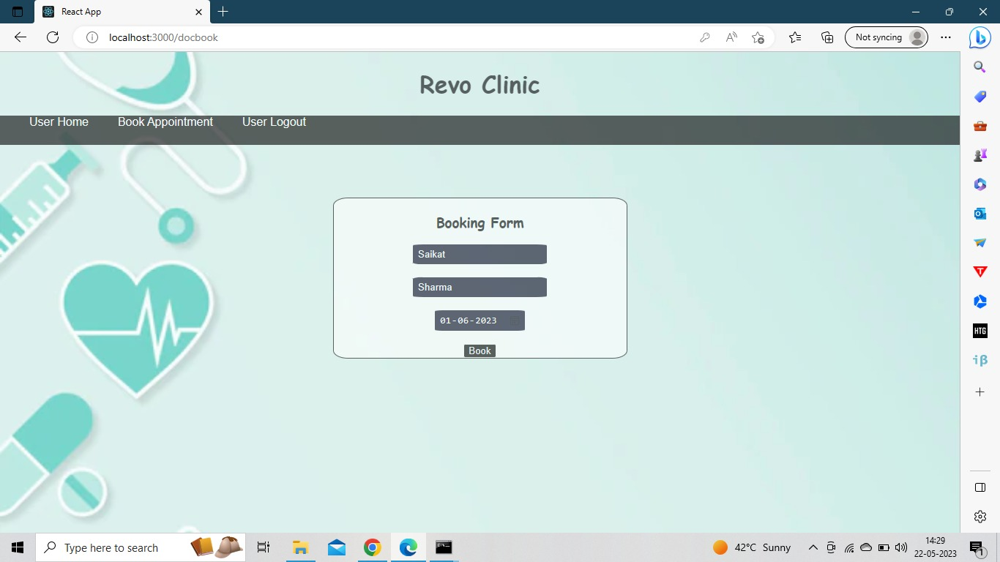 React App
localhost:3000/docbook
Not syncing
Revo Clinic
User Home Book Appointment User Logout
Booking Form
Saikat
Sharma
01-06-2023
Book
HTG
iβ
Type here to search
42°C Sunny
14:29
22-05-2023
1